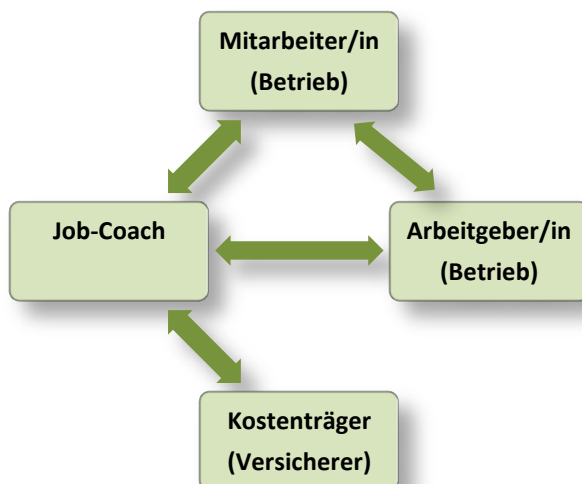 Mitarbeiter/in
(Betrieb)
Job-Coach
Arbeitgeber/in
(Betrieb)
Kostenträger
(Versicherer)